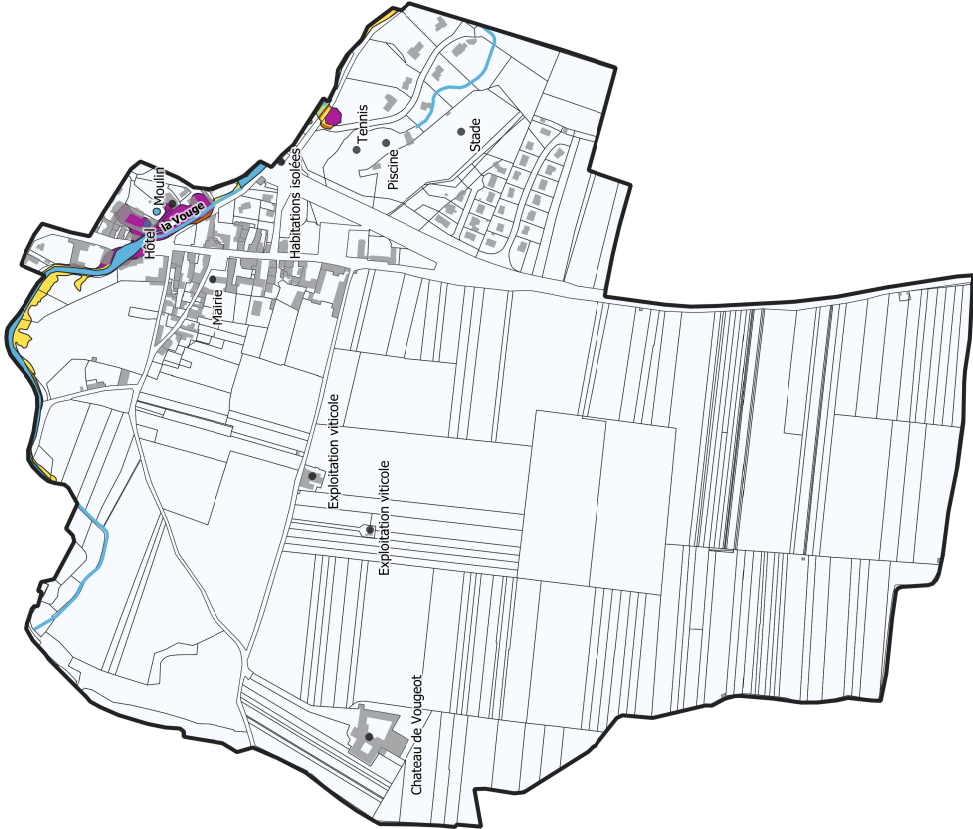 Moulin
la Vouge
Hôtel
Tennis
Piscine
Stade
Habitations isolées
Mairie
Exploitation viticole
Exploitation viticole
Chateau de Vougeot